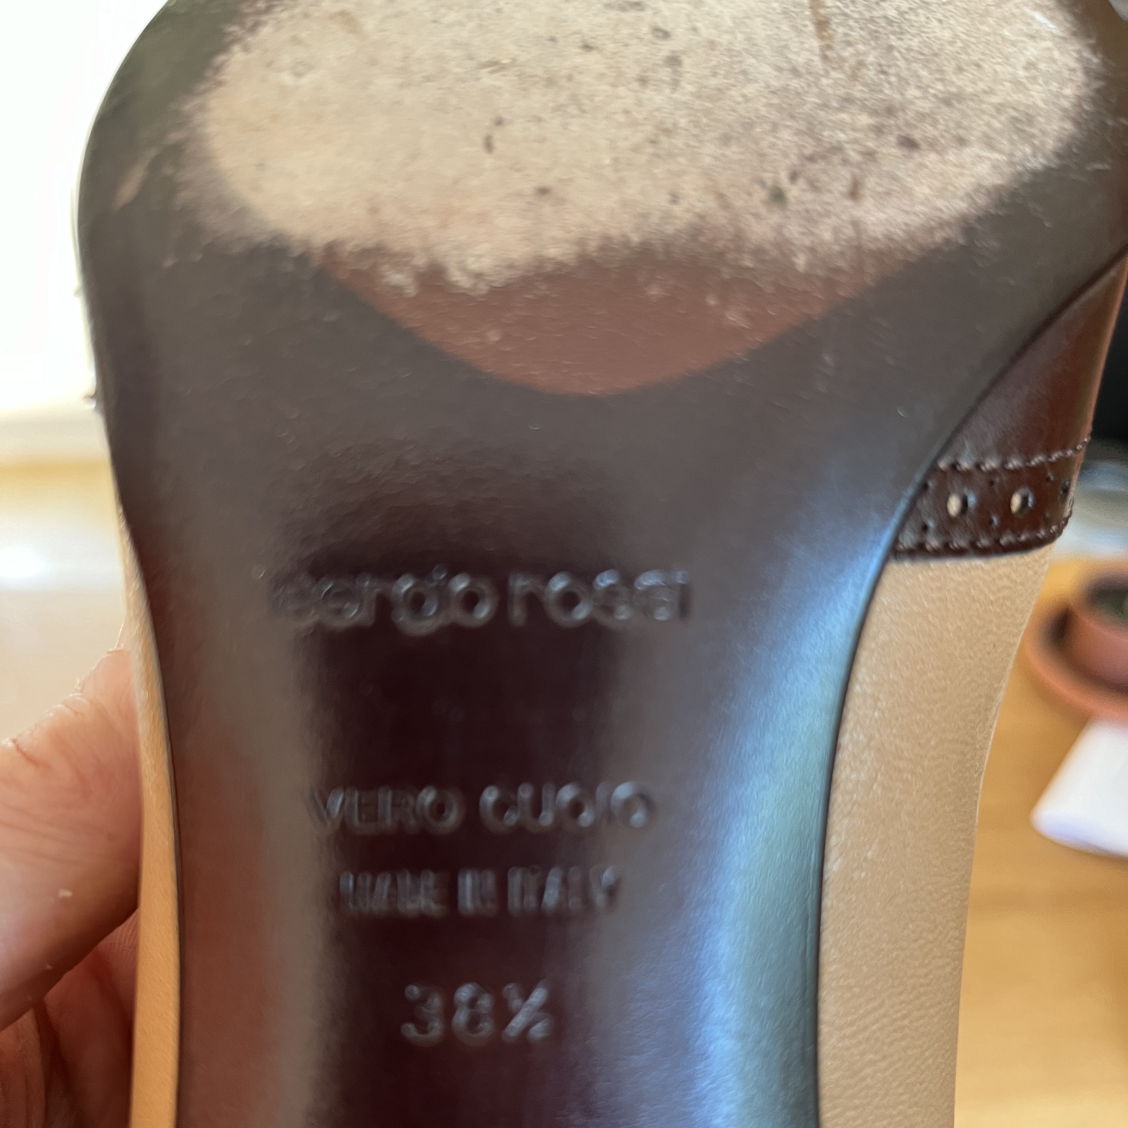 sergio rossi
VERO CUOIO
MADE IN ITALY
38½